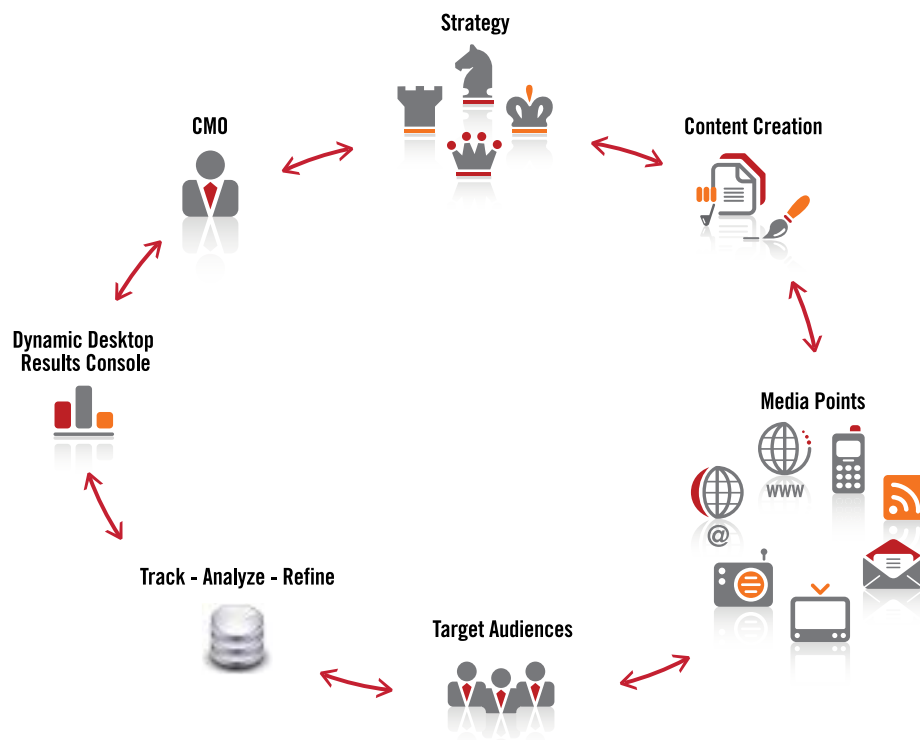 Strategy
CMO
Content Creation
Dynamic Desktop
Results Console
Media Points
WWW
@
Track - Analyze - Refine
Target Audiences